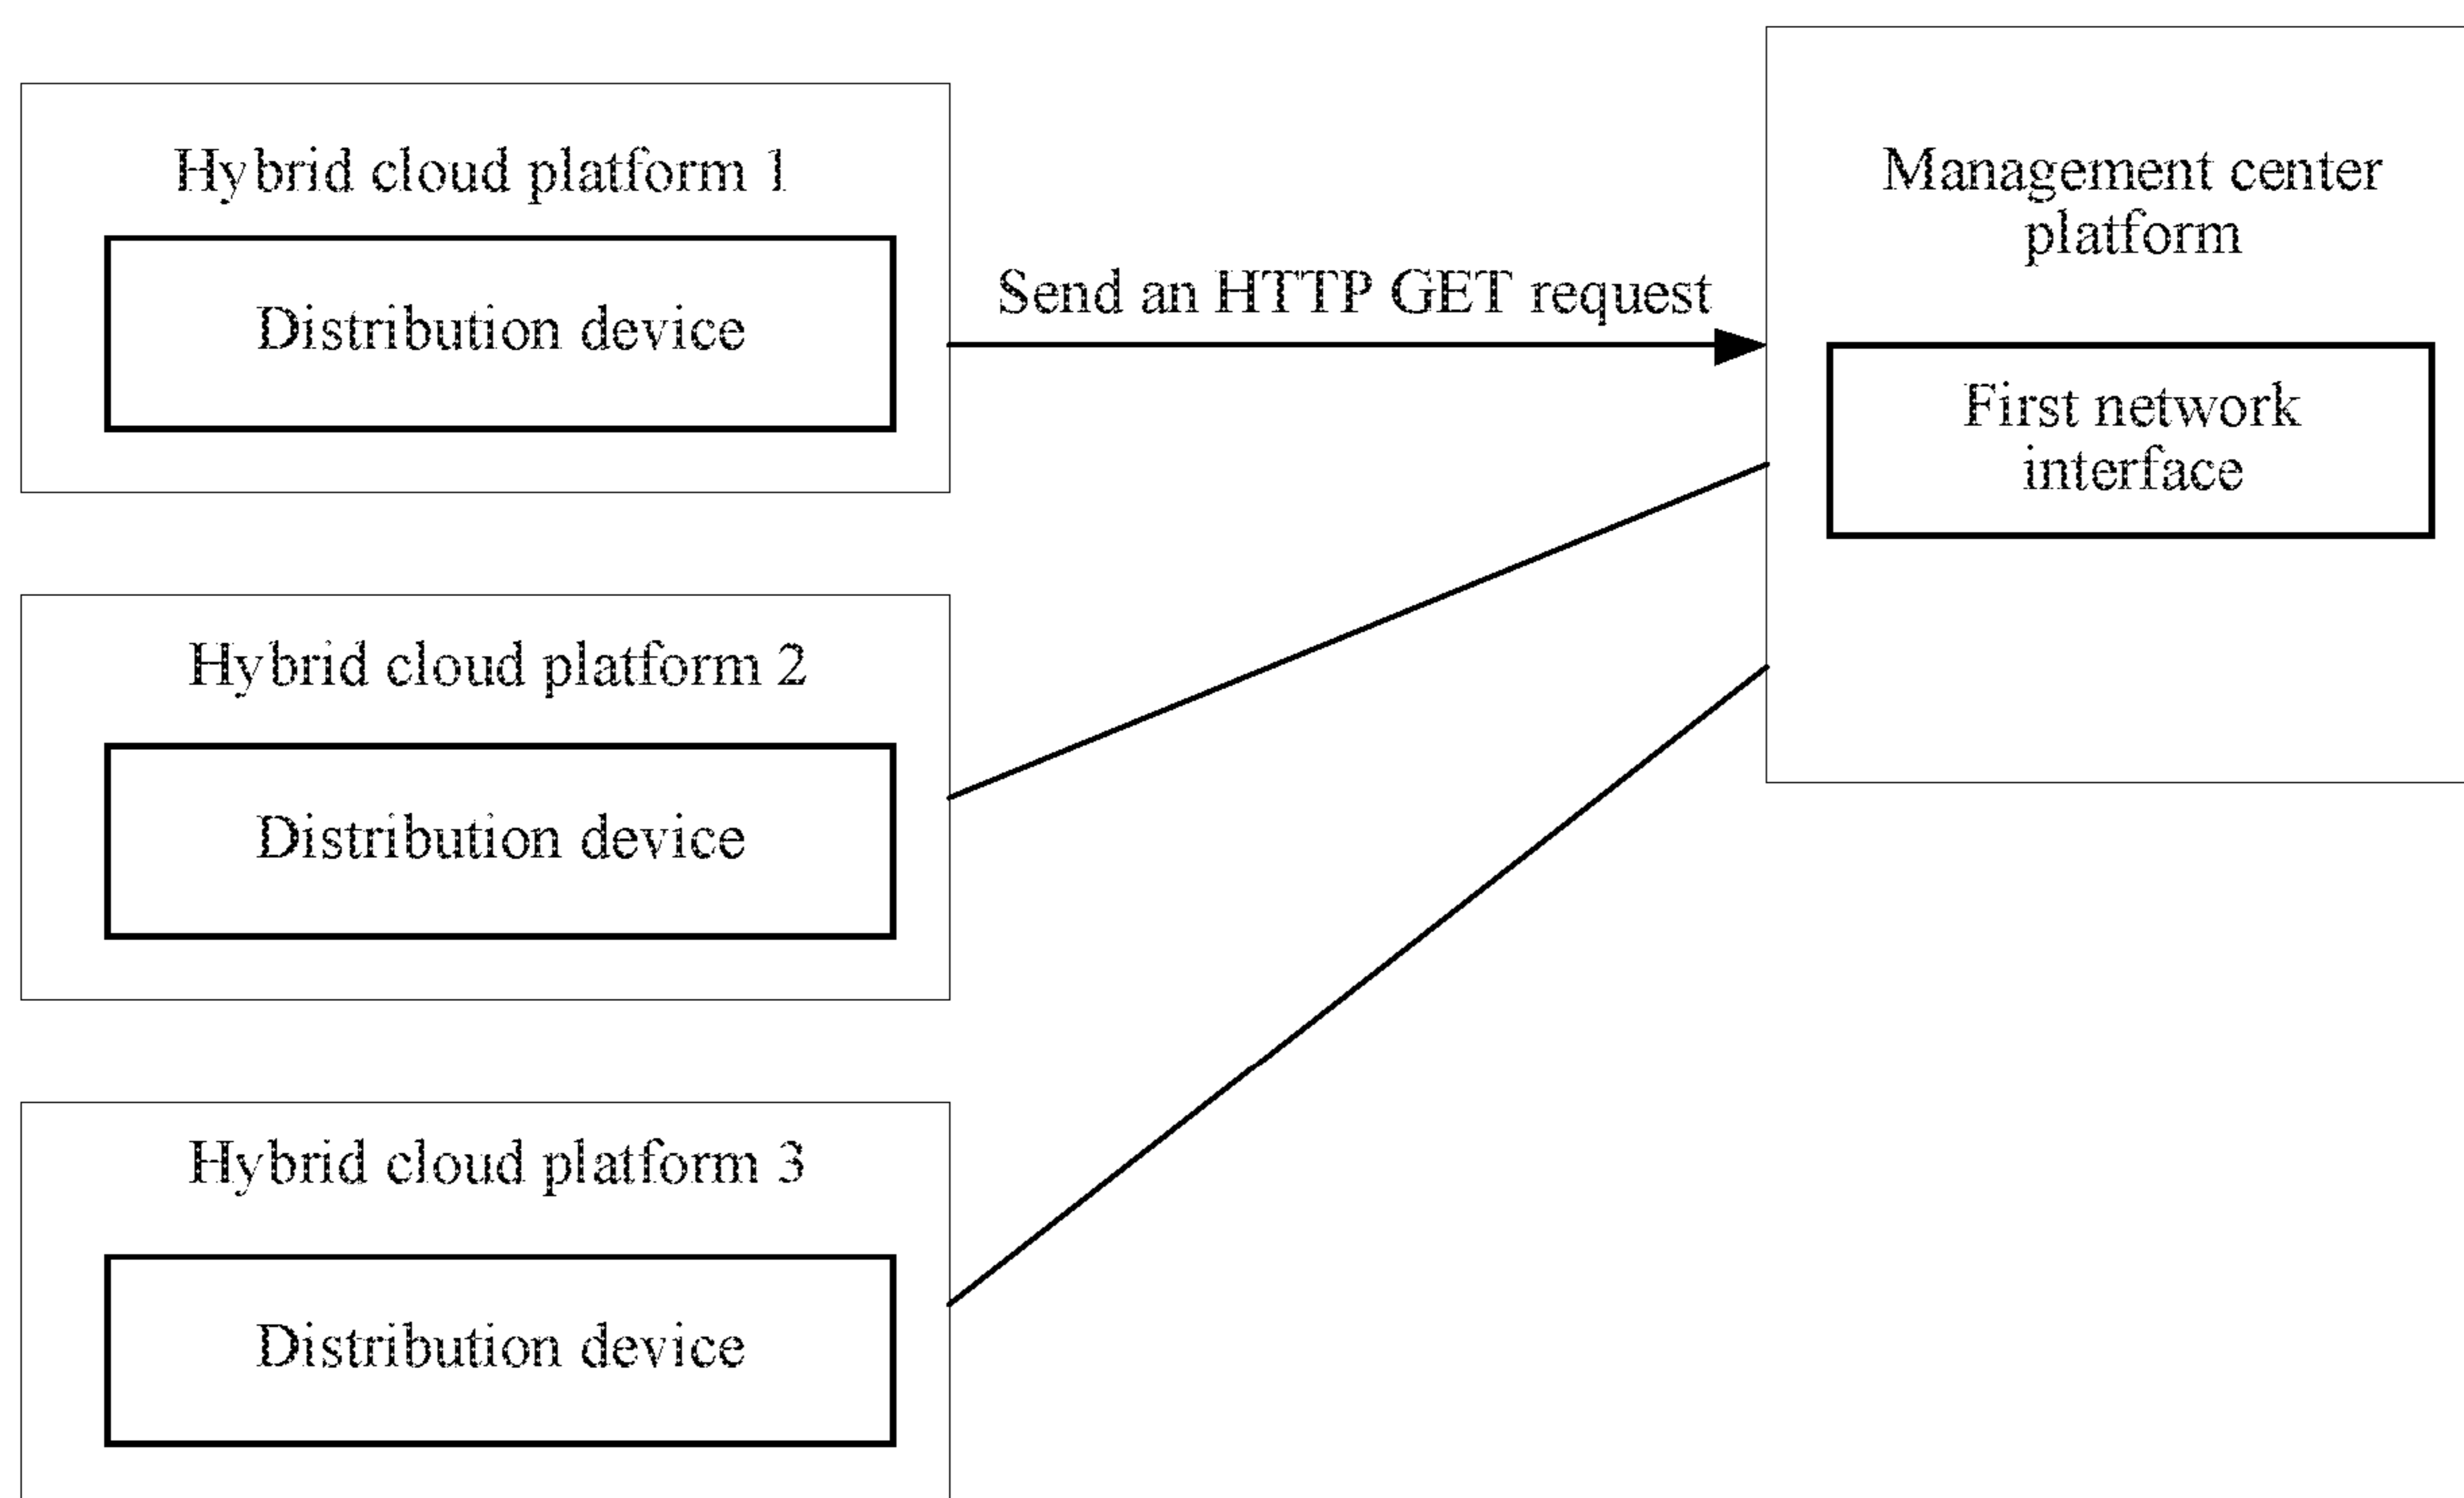 Hybrid cloud platform 1
Distribution device
Send an HTTP GET request
Management center
platform
First network
interface
Hybrid cloud platform 2
Distribution device
Hybrid cloud platform 3
Distribution device